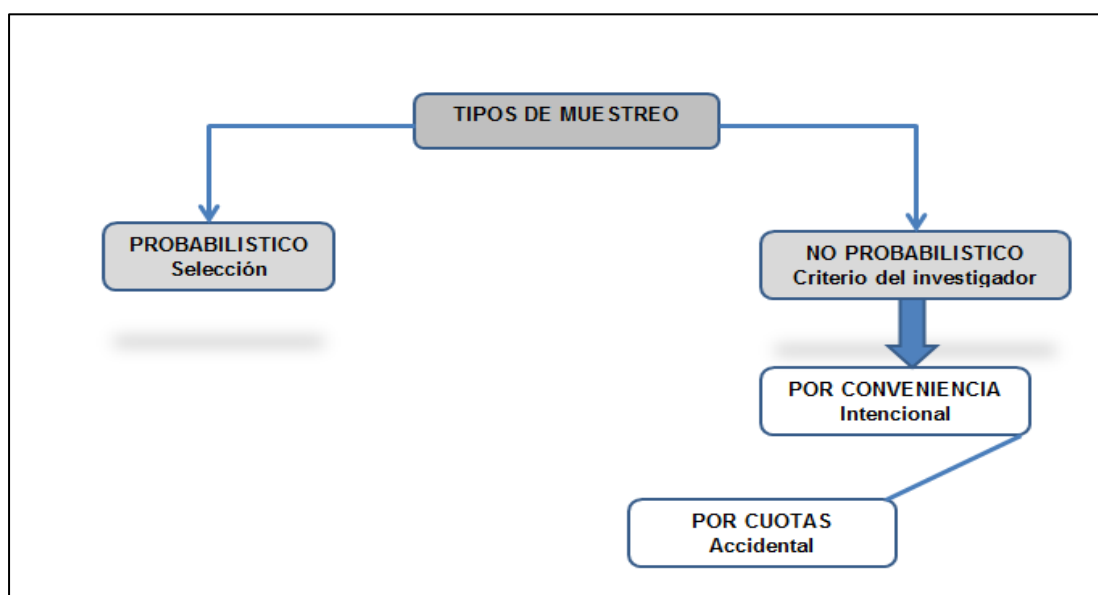 TIPOS DE MUESTREO
PROBABILISTICO
Selección
NO PROBABILISTICO
Criterio del investigador
POR CONVENIENCIA
Intencional
POR CUOTAS
Accidental